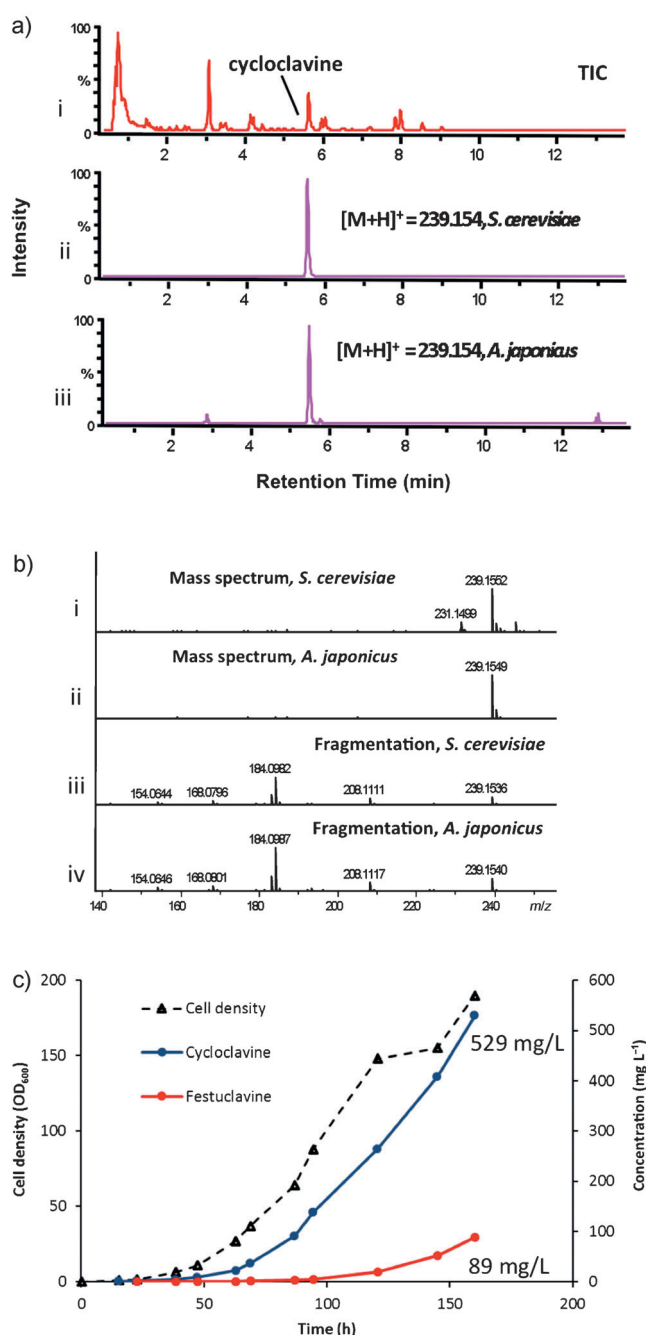 a)
100
cycloclavine
TIC
%
i
0
2 4 6 8 10 12
100
[M+H]+ = 239.154, S. cerevisiae
%
ii
0
2 4 6 8 10 12
Intensity
100
[M+H]+ = 239.154, A. japonicus
%
iii
0
2 4 6 8 10 12
Retention Time (min)
b)
Mass spectrum, S. cerevisiae
239.1552
i
231.1499
Mass spectrum, A. japonicus
239.1549
ii
Fragmentation, S. cerevisiae
184.0982
iii
154.0644 168.0796 208.1111 239.1536
Fragmentation, A. japonicus
184.0987
iv
154.0646 168.0801 208.1117 239.1540
140 160 180 200 220 240 m/z
c)
200 600
Cell density
500
150
Cycloclavine
529 mg/L
400
Festuclavine
100 300
200
50
100
89 mg/L
0 0
0 50 100 150 200
Time (h)
Cell density (OD600)
Concentration (mg L−1)